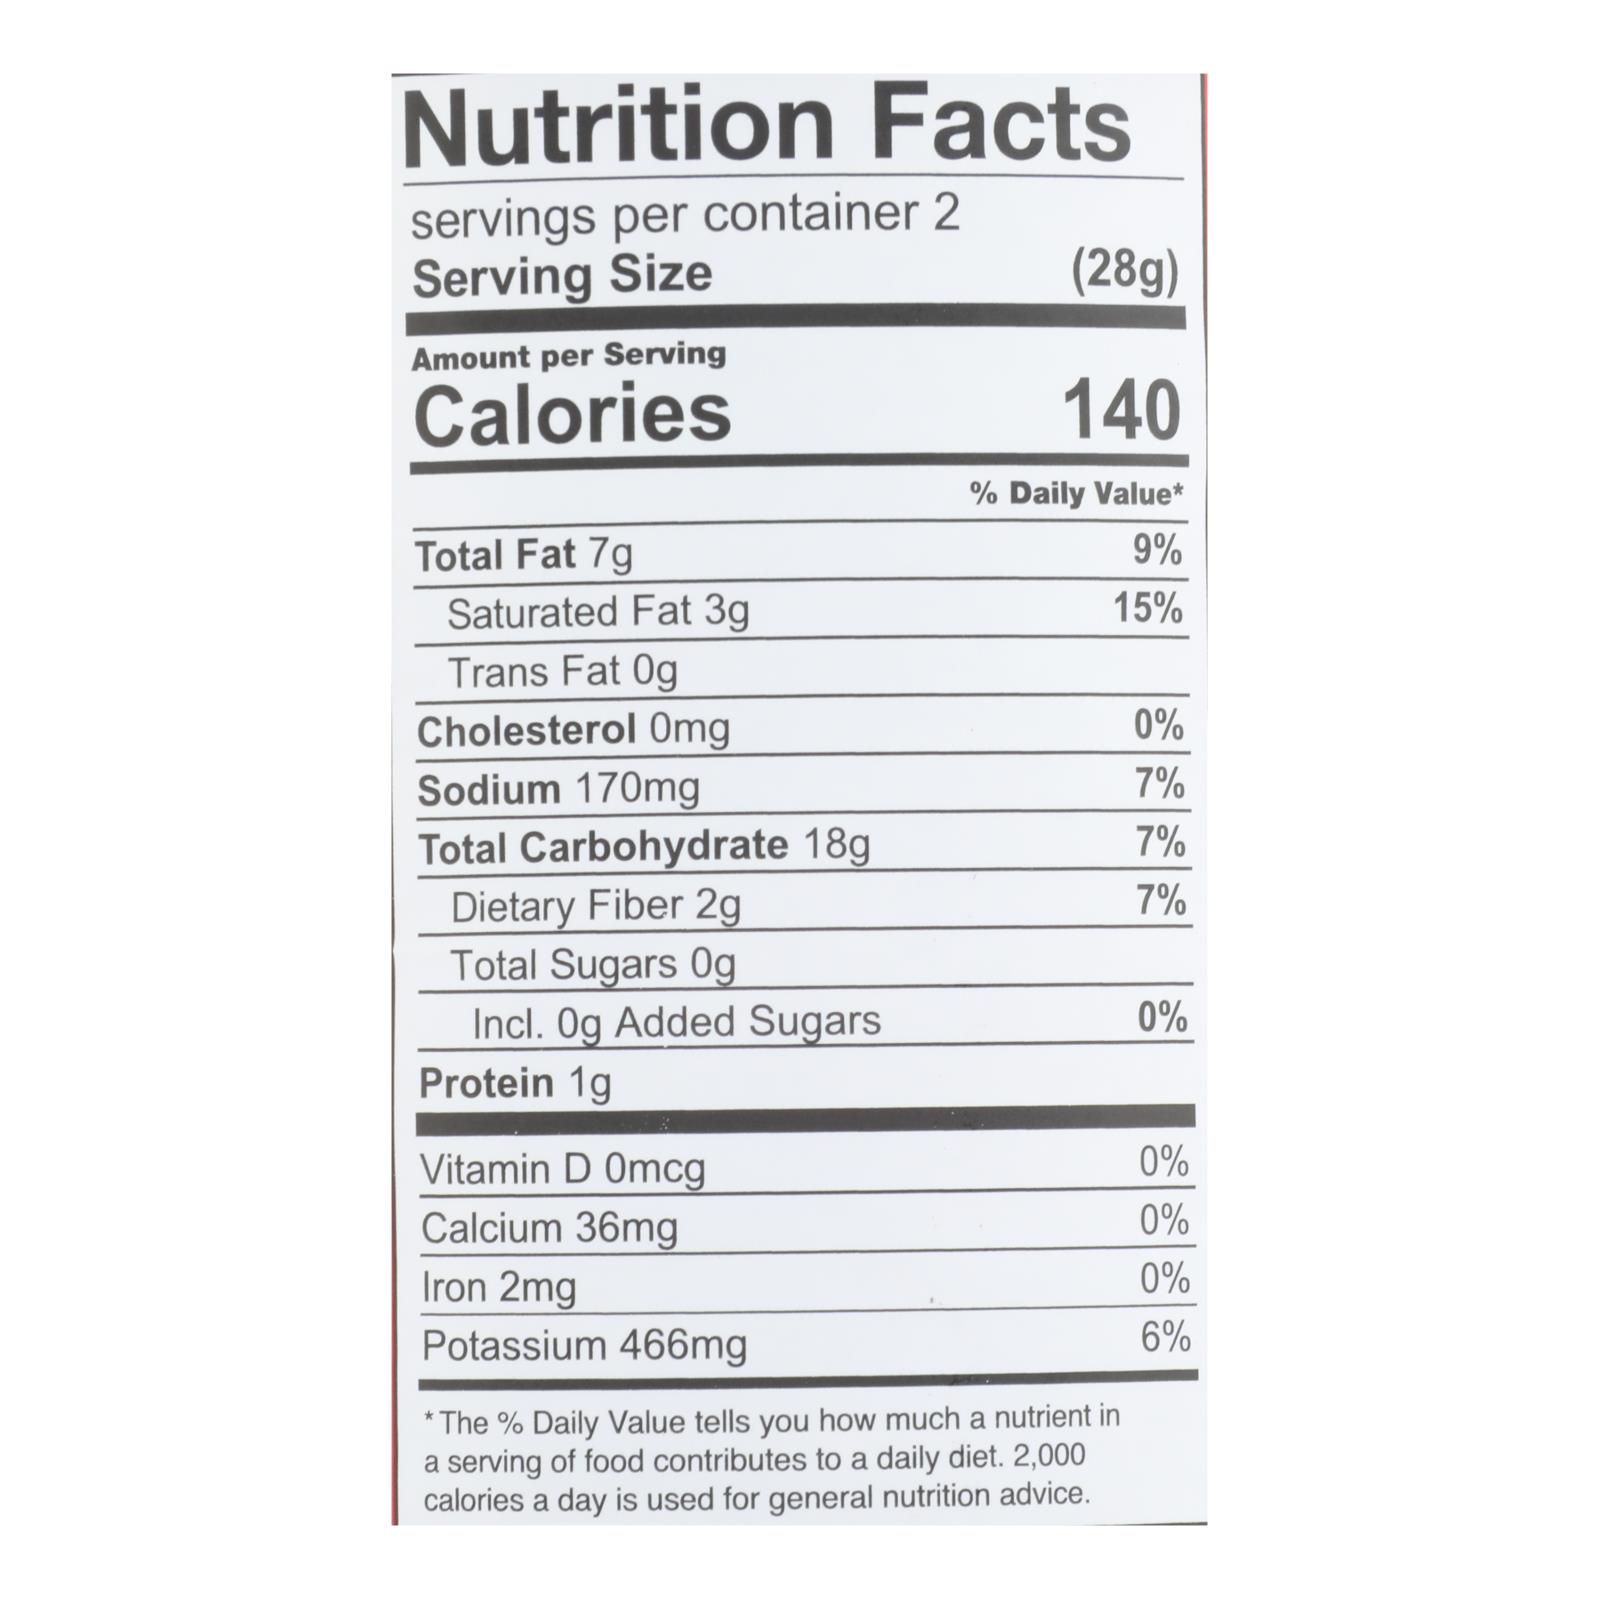 Nutrition Facts
servings per container 2
Serving Size (28g)
Amount per Serving
Calories 140
% Daily Value*
Total Fat 7g 9%
Saturated Fat 3g 15%
Trans Fat 0g
Cholesterol 0mg 0%
Sodium 170mg 7%
Total Carbohydrate 18g 7%
Dietary Fiber 2g 7%
Total Sugars 0g
Incl. 0g Added Sugars 0%
Protein 1g
Vitamin D 0mcg 0%
Calcium 36mg 0%
Iron 2mg 0%
Potassium 466mg 6%
*The % Daily Value tells you how much a nutrient in
a serving of food contributes to a daily diet. 2,000
calories a day is used for general nutrition advice.